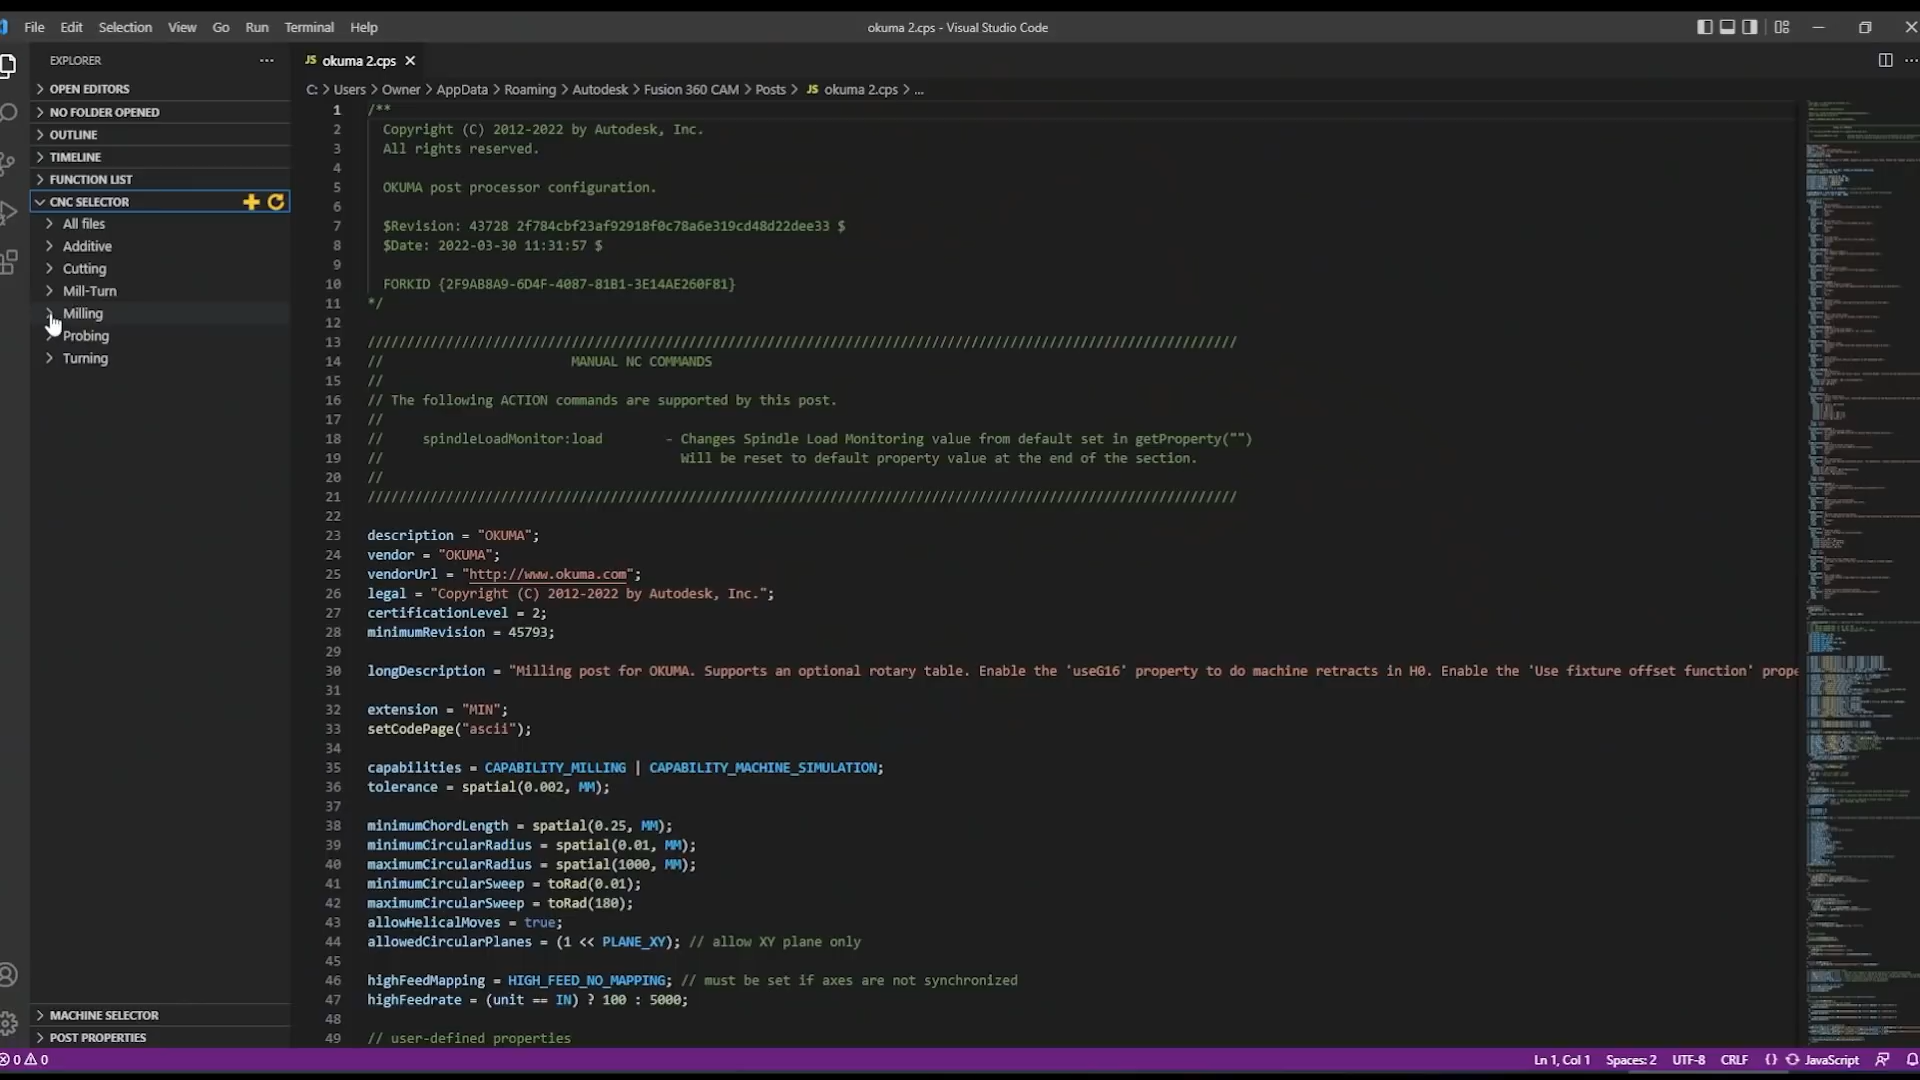 File Edit Selection View Go Run Terminal Help
okuma 2.cps - Visual Studio Code
EXPLORER
OPEN EDITORS
NO FOLDER OPENED
OUTLINE
TIMELINE
FUNCTION LIST
CNC SELECTOR
All files
Additive
Cutting
Mill-Turn
Milling
Probing
Turning
MACHINE SELECTOR
POST PROPERTIES
JS okuma 2.cps
C: > Users > Owner > AppData > Roaming > Autodesk > Fusion 360 CAM > Posts > JS okuma 2.cps > ...
1 /**
2 Copyright (C) 2012-2022 by Autodesk, Inc.
3 All rights reserved.
4
5 OKUMA post processor configuration.
6
7 $Revision: 43728 2f784cbf23af92918f0c78a6e319cd48d22dee33 $
8 $Date: 2022-03-30 11:31:57 $
9
10 FORKID {2F9AB8A9-6D4F-4087-81B1-3E14AE260F81}
11 */
12
13 ///////////////////////////////////////////////////////////////////////////////////////////////////////////////
14 // MANUAL NC COMMANDS
15 //
16 // The following ACTION commands are supported by this post.
17 //
18 // spindleLoadMonitor:load - Changes Spindle Load Monitoring value from default set in getProperty("")
19 // Will be reset to default property value at the end of the section.
20 //
21 ///////////////////////////////////////////////////////////////////////////////////////////////////////////////
22
23 description = "OKUMA";
24 vendor = "OKUMA";
25 vendorUrl = "http://www.okuma.com";
26 legal = "Copyright (C) 2012-2022 by Autodesk, Inc.";
27 certificationLevel = 2;
28 minimumRevision = 45793;
29
30 longDescription = "Milling post for OKUMA. Supports an optional rotary table. Enable the 'useG16' property to do machine retracts in H0. Enable the 'Use fixture offset function' prope
31
32 extension = "MIN";
33 setCodePage("ascii");
34
35 capabilities = CAPABILITY_MILLING | CAPABILITY_MACHINE_SIMULATION;
36 tolerance = spatial(0.002, MM);
37
38 minimumChordLength = spatial(0.25, MM);
39 minimumCircularRadius = spatial(0.01, MM);
40 maximumCircularRadius = spatial(1000, MM);
41 minimumCircularSweep = toRad(0.01);
42 maximumCircularSweep = toRad(180);
43 allowHelicalMoves = true;
44 allowedCircularPlanes = (1 << PLANE_XY); // allow XY plane only
45
46 highFeedMapping = HIGH_FEED_NO_MAPPING; // must be set if axes are not synchronized
47 highFeedrate = (unit == IN) ? 100 : 5000;
48
49 // user-defined properties
0 0
Ln 1, Col 1 Spaces: 2 UTF-8 CRLF {} JavaScript